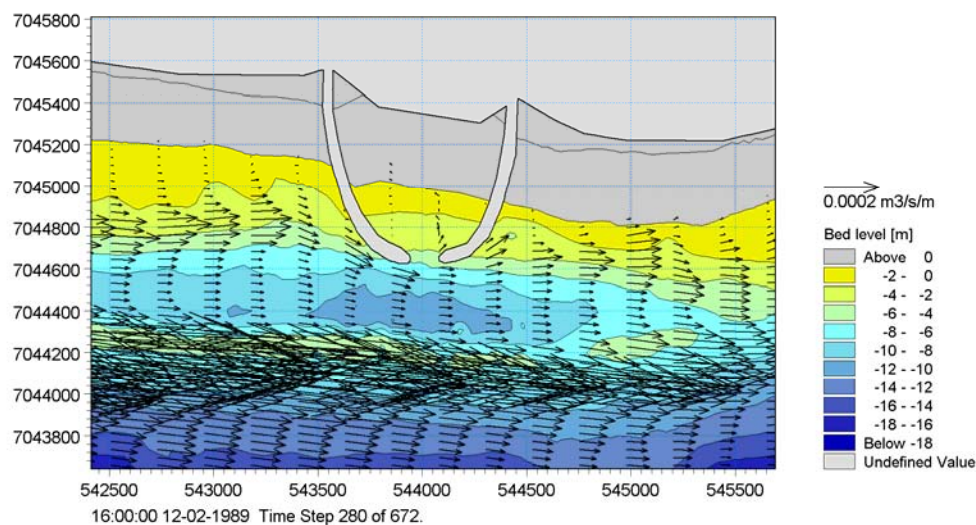 7045800
7045600
7045400
7045200
7045000
7044800
7044600
7044400
7044200
7044000
7043800
542500 543000 543500 544000 544500 545000 545500
16:00:00 12-02-1989 Time Step 280 of 672.
0.0002 m3/s/m
Bed level [m]
Above 0
-2 - 0
-4 - -2
-6 - -4
-8 - -6
-10 - -8
-12 - -10
-14 - -12
-16 - -14
-18 - -16
Below -18
Undefined Value